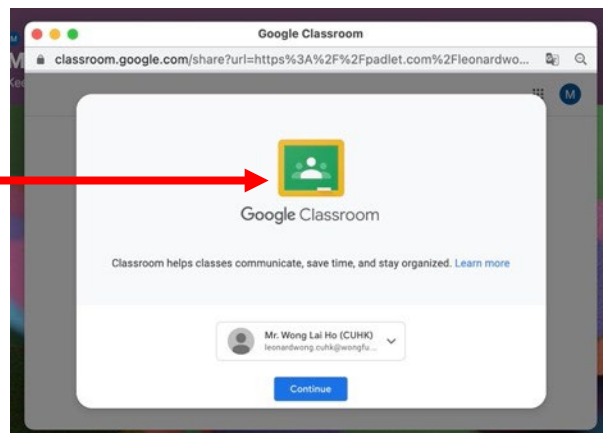 Google Classroom
classroom.google.com/share?url=https%3A%2F%2Fpadlet.com%2Fleonardwo...
M
Google Classroom
Classroom helps classes communicate, save time, and stay organized. Learn more
Mr. Wong Lai Ho (CUHK)
leonardwong.cuhk@wongfu...
Continue